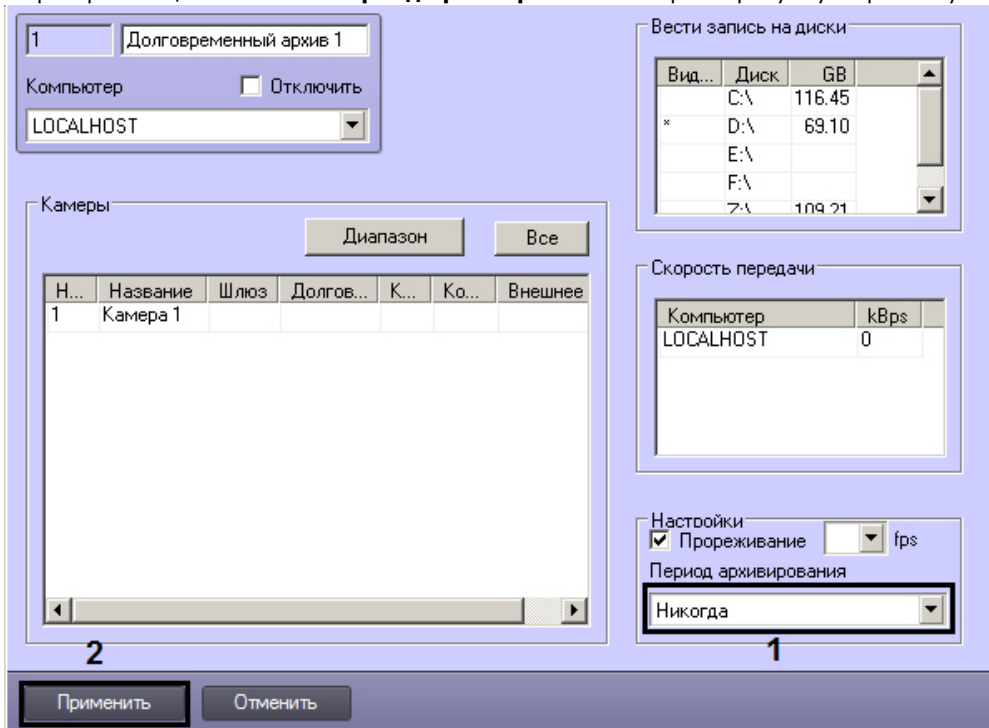 1 Долговременный архив 1
Компьютер Отключить
LOCALHOST
Вести запись на диски
Вид... Диск GB
C:\ 116.45
* D:\ 69.10
E:\
F:\
Z:\ 109.21
Камеры
Диапазон Все
Н... Название Шлюз Долгов... К... Ко... Внешнее
1 Камера 1
Скорость передачи
Компьютер kBps
LOCALHOST 0
Настройки
Прореживание fps
Период архивирования
Никогда
1
2
Применить Отменить